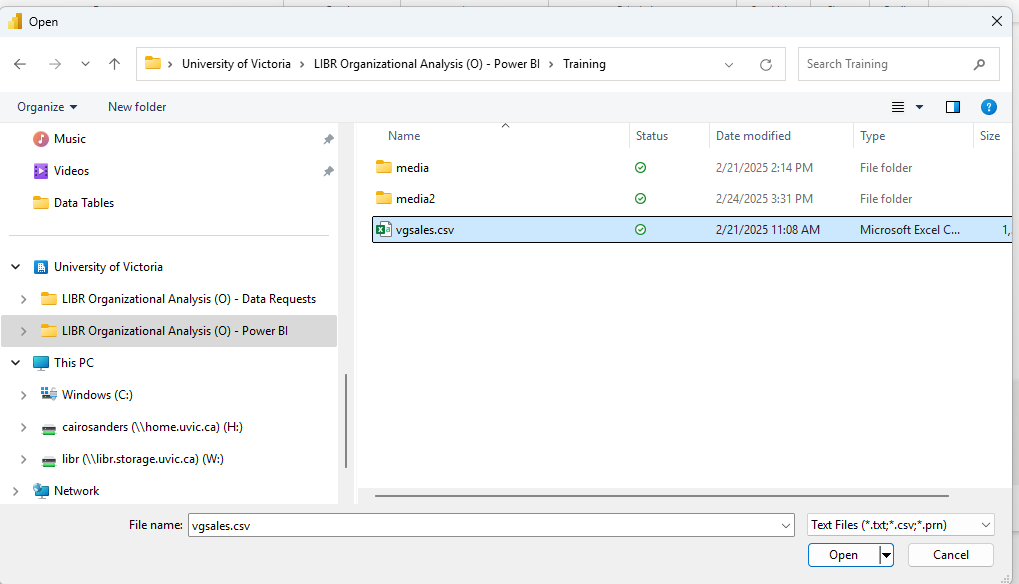 Open
University of Victoria > LIBR Organizational Analysis (O) - Power BI > Training
Search Training
Organize
New folder
?
Music
Videos
Data Tables
University of Victoria
LIBR Organizational Analysis (O) - Data Requests
LIBR Organizational Analysis (O) - Power BI
This PC
Windows (C:)
cairosanders (\\home.uvic.ca) (H:)
libr (\\libr.storage.uvic.ca) (W:)
Network
Name Status Date modified Type Size
media 2/21/2025 2:14 PM File folder
media2 2/24/2025 3:31 PM File folder
vgsales.csv 2/21/2025 11:08 AM Microsoft Excel C... 1,
File name: vgsales.csv
Text Files (*.txt;*.csv;*.prn)
Open
Cancel